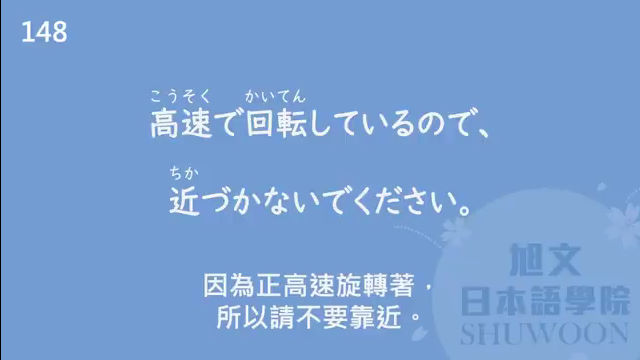 148
こうそく かいてん
高速で回転しているので、
ちか
近づかないでください。
因為正高速旋轉著，
所以請不要靠近。
旭文
日本語學院
SHUWOON